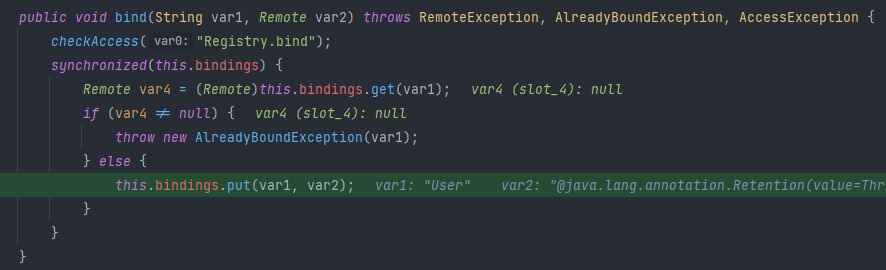 public void bind(String var1, Remote var2) throws RemoteException, AlreadyBoundException, AccessException {
checkAccess( var0: "Registry.bind");
synchronized(this.bindings) {
Remote var4 = (Remote)this.bindings.get(var1); var4 (slot_4): null
if (var4 ≠ null) { var4 (slot_4): null
throw new AlreadyBoundException(var1);
} else {
this.bindings.put(var1, var2); var1: "User" var2: "@java.lang.annotation.Retention(value=Thr
}
}
}